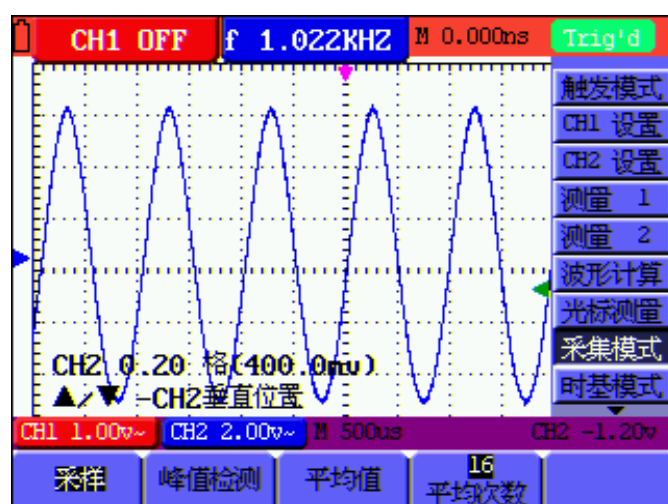 CH1 OFF f 1.022KHZ M 0.000ns Trig'd
触发模式
CH1 设置
CH2 设置
测量 1
测量 2
波形计算
光标测量
采集模式
时基模式
CH2 0.20 格(400.0mv)
▲/▼ -CH2垂直位置
CH1 1.00v~ CH2 2.00v~ M 500us CH2 -1.20v
采样 峰值检测 平均值 16
平均次数